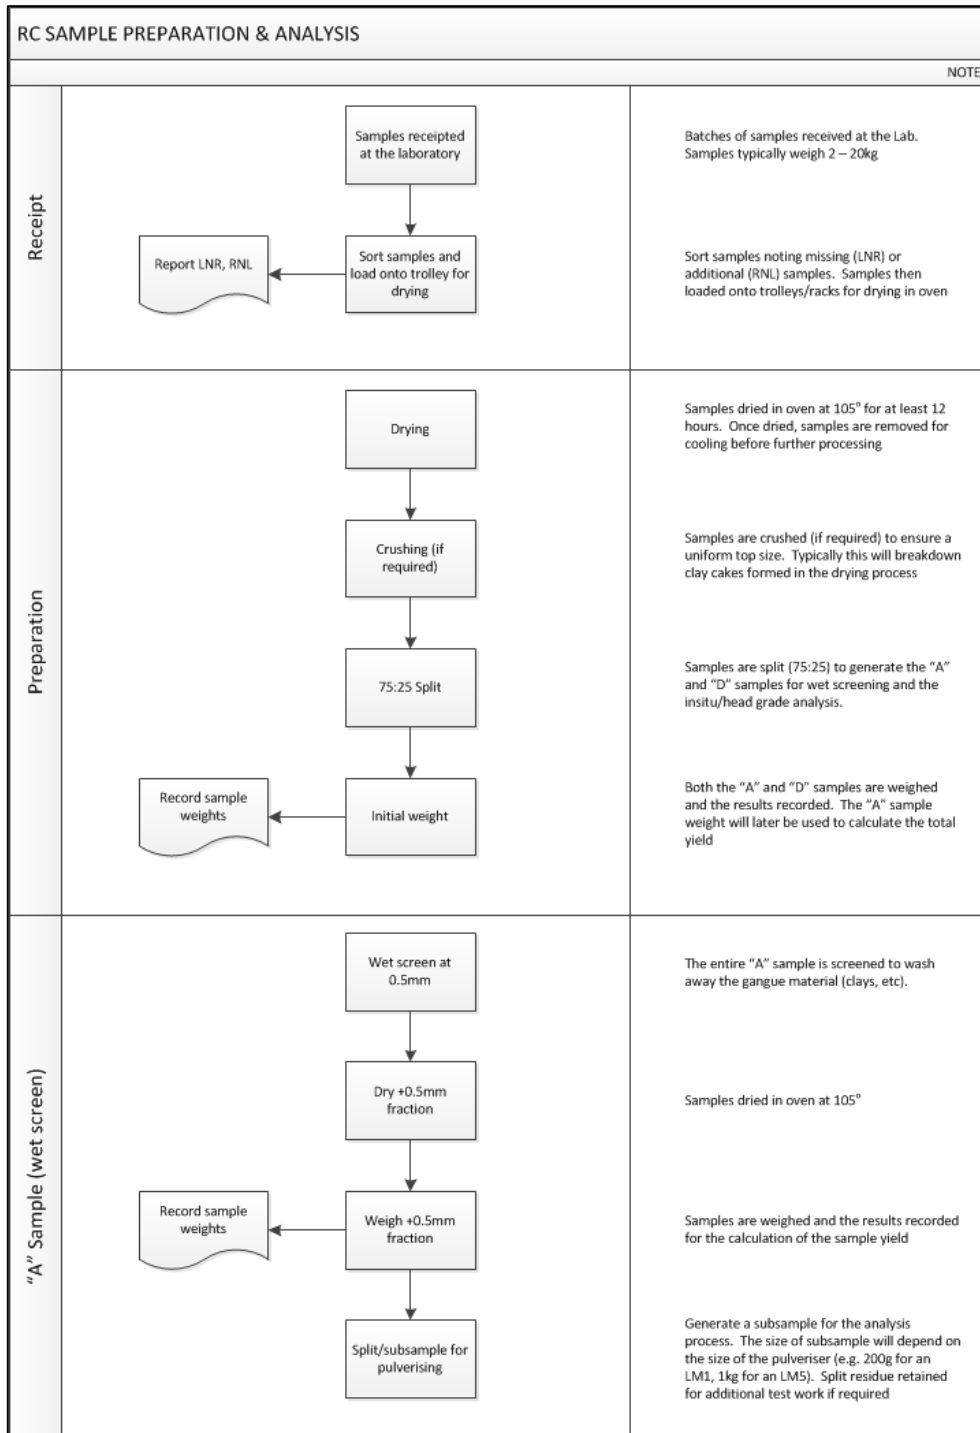 RC SAMPLE PREPARATION & ANALYSIS
NOTE
Receipt
Samples receipted
at the laboratory
Batches of samples received at the Lab.
Samples typically weigh 2 – 20kg
Report LNR, RNL
Sort samples and
load onto trolley for
drying
Sort samples noting missing (LNR) or
additional (RNL) samples. Samples then
loaded onto trolleys/racks for drying in oven
Preparation
Drying
Samples dried in oven at 105° for at least 12
hours. Once dried, samples are removed for
cooling before further processing
Crushing (if
required)
Samples are crushed (if required) to ensure a
uniform top size. Typically this will breakdown
clay cakes formed in the drying process
75:25 Split
Samples are split (75:25) to generate the “A”
and “D” samples for wet screening and the
insitu/head grade analysis.
Record sample
weights
Initial weight
Both the “A” and “D” samples are weighed
and the results recorded. The “A” sample
weight will later be used to calculate the total
yield
“A” Sample (wet screen)
Wet screen at
0.5mm
The entire “A” sample is screened to wash
away the gangue material (clays, etc).
Dry +0.5mm
fraction
Samples dried in oven at 105°
Record sample
weights
Weigh +0.5mm
fraction
Samples are weighed and the results recorded
for the calculation of the sample yield
Split/subsample for
pulverising
Generate a subsample for the analysis
process. The size of subsample will depend on
the size of the pulveriser (e.g. 200g for an
LM1, 1kg for an LM5). Split residue retained
for additional test work if required